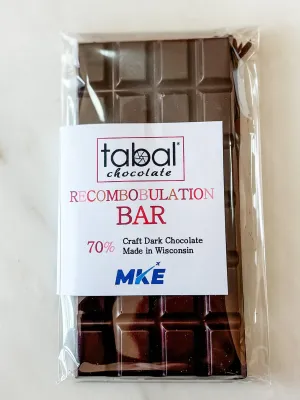 tabal®
chocolate
RECOMBOBULATION
BAR
70% Craft Dark Chocolate
Made in Wisconsin
MKE